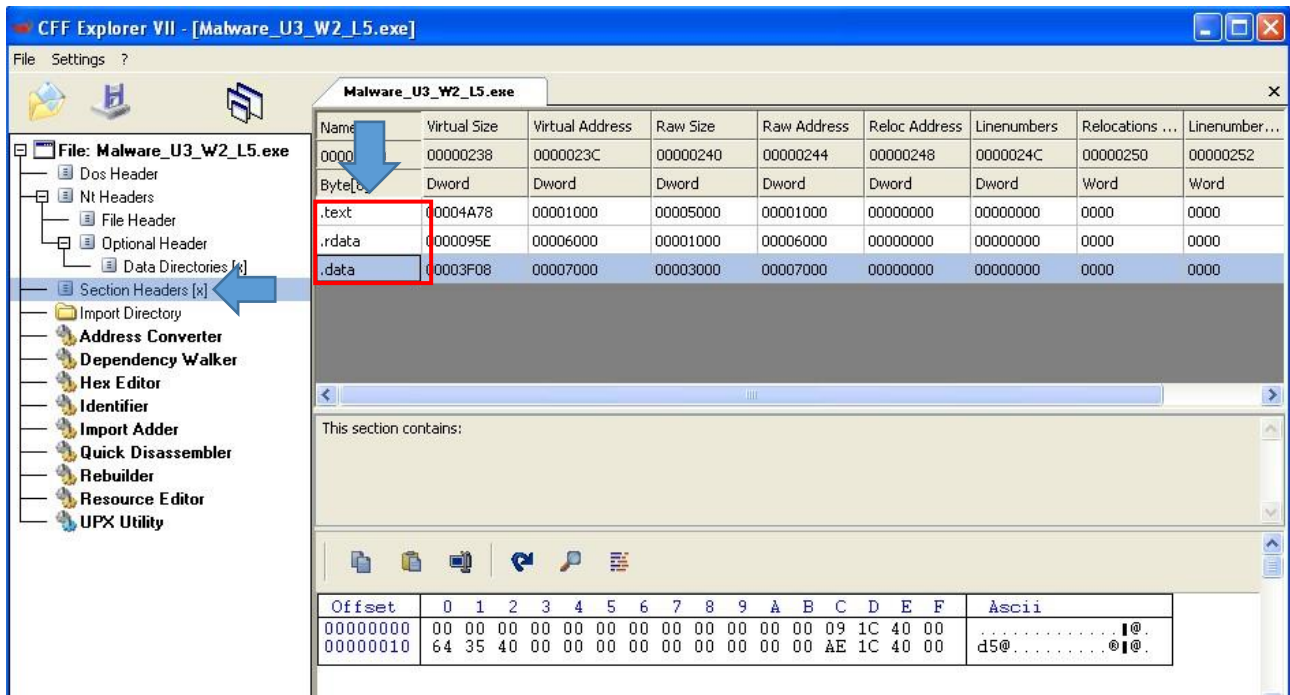 CFF Explorer VII - [Malware_U3_W2_L5.exe]
File Settings ?
Malware_U3_W2_L5.exe
File: Malware_U3_W2_L5.exe
Dos Header
Nt Headers
File Header
Optional Header
Data Directories [x]
Section Headers [x]
Import Directory
Address Converter
Dependency Walker
Hex Editor
Identifier
Import Adder
Quick Disassembler
Rebuilder
Resource Editor
UPX Utility
Name Virtual Size Virtual Address Raw Size Raw Address Reloc Address Linenumbers Relocations ... Linenumber...
00000238 0000023C 00000240 00000244 00000248 0000024C 00000250 00000252
Dword Dword Dword Dword Dword Dword Word Word
.text 00004A78 00001000 00005000 00001000 00000000 00000000 0000 0000
.rdata 0000095E 00006000 00001000 00006000 00000000 00000000 0000 0000
.data 00003F08 00007000 00003000 00007000 00000000 00000000 0000 0000
This section contains:
Offset 0 1 2 3 4 5 6 7 8 9 A B C D E F Ascii
00000000 00 00 00 00 00 00 00 00 00 00 00 00 09 1C 40 00 .............▮@.
00000010 64 35 40 00 00 00 00 00 00 00 00 00 AE 1C 40 00 d5@.........®▮@.